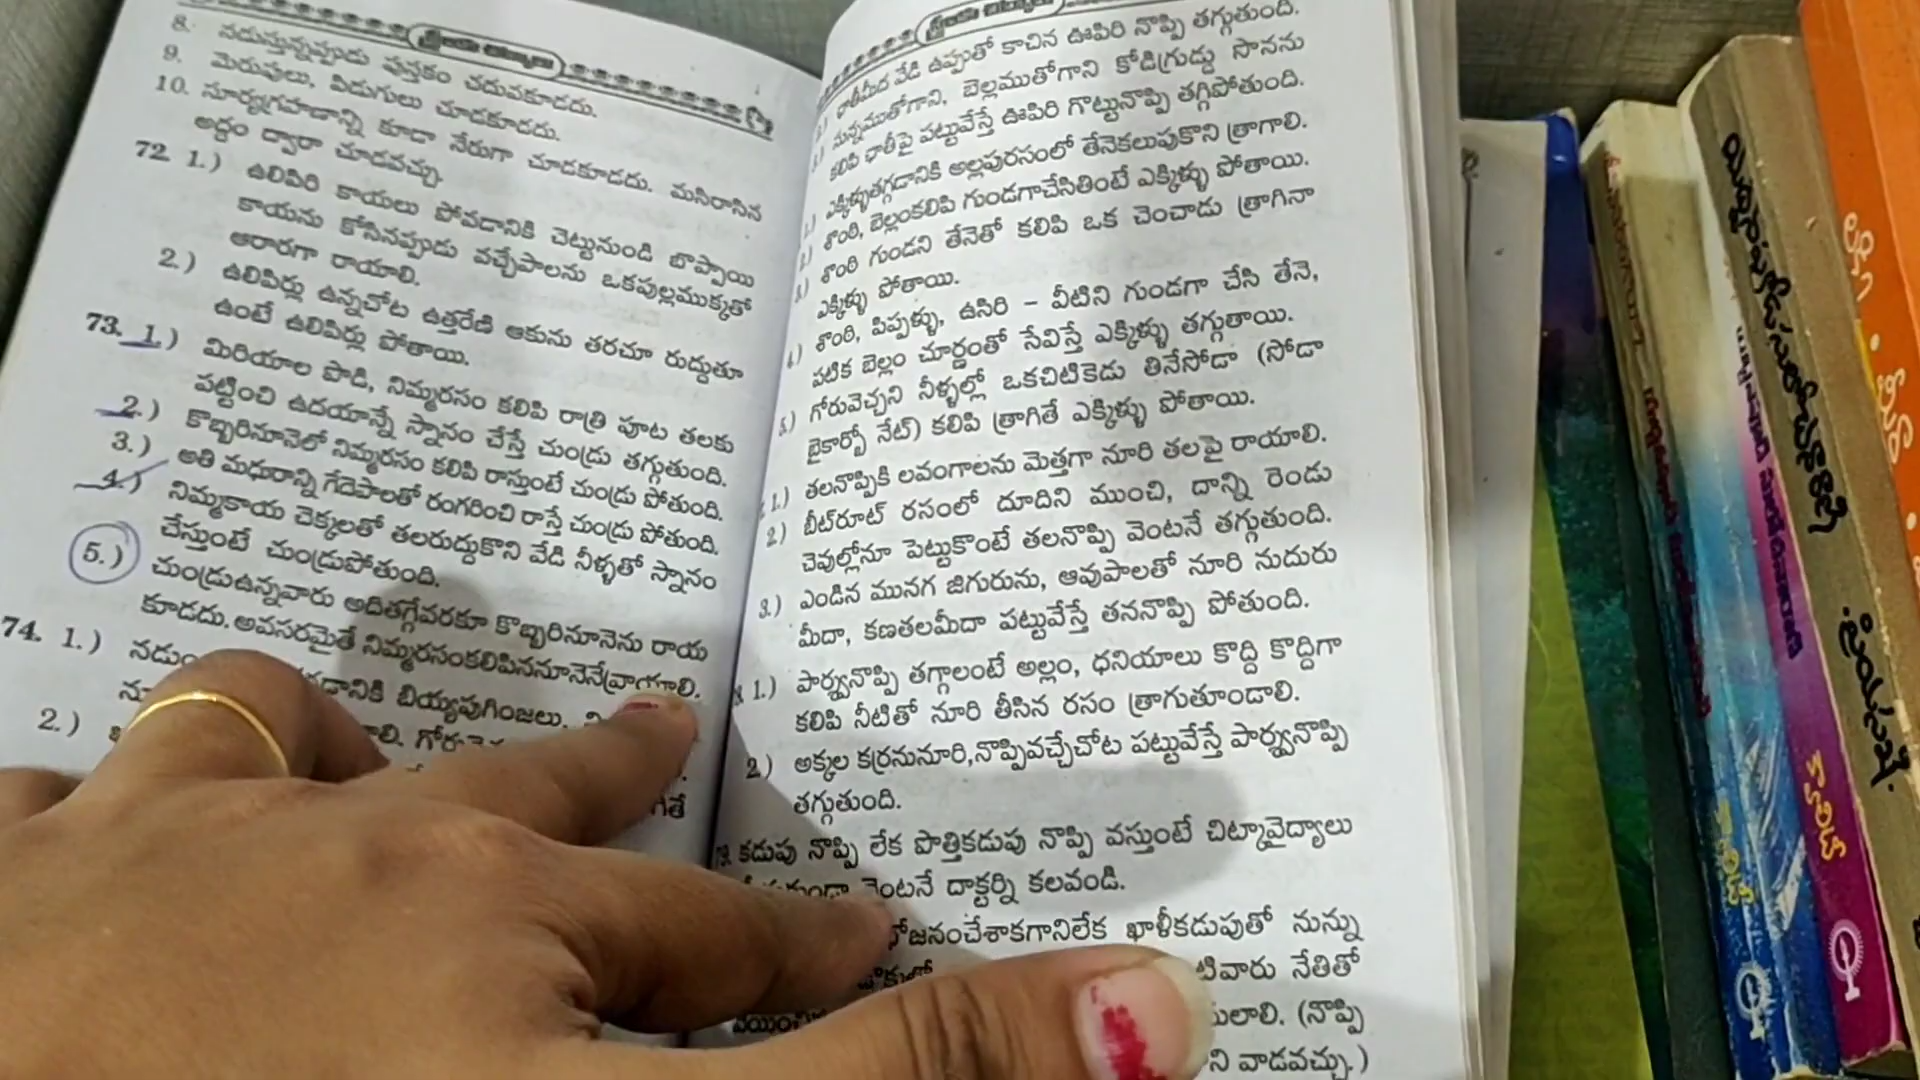 8. నడుస్తున్నప్పుడు పుస్తకం చదువకూడదు.
9. మెరుపులు, పిడుగులు చూడకూడదు.
10. సూర్యగ్రహణాన్ని కూడా నేరుగా చూడకూడదు. మసిరాసిన
అద్దం ద్వారా చూడవచ్చు.
72. 1.) ఉలిపిరి కాయలు పోవడానికి చెట్టునుండి బొప్పాయి
కాయను కోసినప్పుడు వచ్చేపాలను ఒకపుల్లముక్కతో
ఆరారగా రాయాలి.
2.) ఉలిపిర్లు ఉన్నచోట ఉత్తరేణి ఆకును తరచూ రుద్దుతూ
ఉంటే ఉలిపిర్లు పోతాయి.
73. 1.) మిరియాల పొడి, నిమ్మరసం కలిపి రాత్రి పూట తలకు
పట్టించి ఉదయాన్నే స్నానం చేస్తే చుండ్రు తగ్గుతుంది.
2.) కొబ్బరినూనెలో నిమ్మరసం కలిపి రాస్తుంటే చుండ్రు పోతుంది.
3.) అతి మధురాన్ని గేదెపాలతో రంగరించి రాస్తే చుండ్రు పోతుంది.
4.) నిమ్మకాయ చెక్కలతో తలరుద్దుకొని వేడి నీళ్ళతో స్నానం
చేస్తుంటే చుండ్రుపోతుంది.
5.) చుండ్రుఉన్నవారు అదితగ్గేవరకూ కొబ్బరినూనెను రాయ
కూడదు. అవసరమైతే నిమ్మరసంకలిపిననూనెనేవ్రాయాలి.
74. 1.) బియ్యపుగింజలు,
2.)
ఛాతీమీద వేడి ఉప్పుతో కాచిన ఊపిరి నొప్పి తగ్గుతుంది.
సున్నముతోగాని, బెల్లముతోగాని కోడిగ్రుడ్డు సొనను
కలిపి ఛాతీపై పట్టువేస్తే ఊపిరి గొట్టునొప్పి తగ్గిపోతుంది.
ఎక్కిళ్ళుతగ్గడానికి అల్లపురసంలో తేనెకలుపుకొని త్రాగాలి.
శొంఠి, బెల్లంకలిపి గుండగాచేసితింటే ఎక్కిళ్ళు పోతాయి.
శొంఠి గుండని తేనెతో కలిపి ఒక చెంచాడు త్రాగినా
ఎక్కిళ్ళు పోతాయి.
శొంఠి, పిప్పళ్ళు, ఉసిరి – వీటిని గుండగా చేసి తేనె,
పటిక బెల్లం చూర్ణంతో సేవిస్తే ఎక్కిళ్ళు తగ్గుతాయి.
5.) గోరువెచ్చని నీళ్ళల్లో ఒకచిటికెడు తినేసోడా (సోడా
బైకార్బో నేట్) కలిపి త్రాగితే ఎక్కిళ్ళు పోతాయి.
1.) తలనొప్పికి లవంగాలను మెత్తగా నూరి తలపై రాయాలి.
2.) బీట్‌రూట్ రసంలో దూదిని ముంచి, దాన్ని రెండు
చెవుల్లోనూ పెట్టుకొంటే తలనొప్పి వెంటనే తగ్గుతుంది.
3.) ఎండిన మునగ జిగురును, ఆవుపాలతో నూరి నుదురు
మీదా, కణతలమీదా పట్టువేస్తే తననొప్పి పోతుంది.
1.) పార్శ్వనొప్పి తగ్గాలంటే అల్లం, ధనియాలు కొద్ది కొద్దిగా
కలిపి నీటితో నూరి తీసిన రసం త్రాగుతూండాలి.
2.) అక్కల కర్రనునూరి,నొప్పివచ్చేచోట పట్టువేస్తే పార్శ్వనొప్పి
తగ్గుతుంది.
కడుపు నొప్పి లేక పొత్తికడుపు నొప్పి వస్తుంటే చిట్కావైద్యాలు
వెంటనే డాక్టర్ని కలవండి.
భోజనంచేశాకగానిలేక ఖాళీకడుపుతో నున్న
నేతితో
(నొప్పి
వాడవచ్చు.)